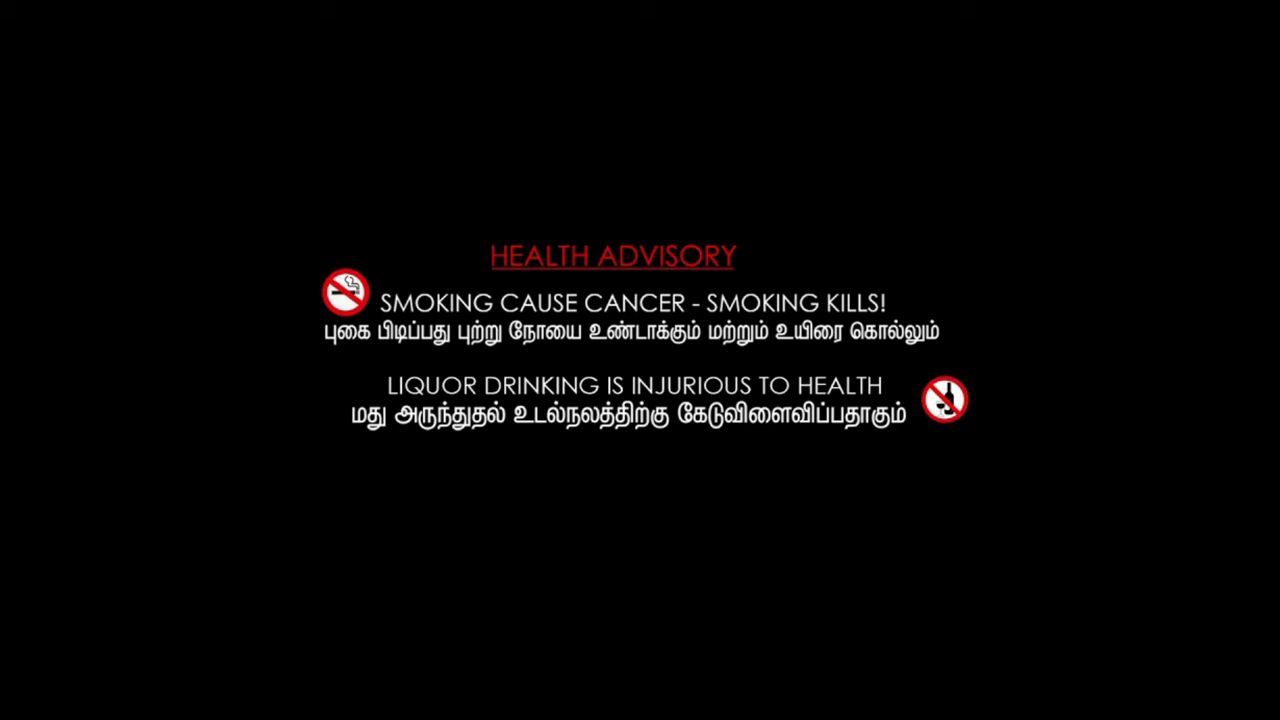 HEALTH ADVISORY
SMOKING CAUSE CANCER - SMOKING KILLS!
புகை பிடிப்பது புற்று நோயை உண்டாக்கும் மற்றும் உயிரை கொல்லும்
LIQUOR DRINKING IS INJURIOUS TO HEALTH
மது அருந்துதல் உடல்நலத்திற்கு கேடுவிளைவிப்பதாகும்